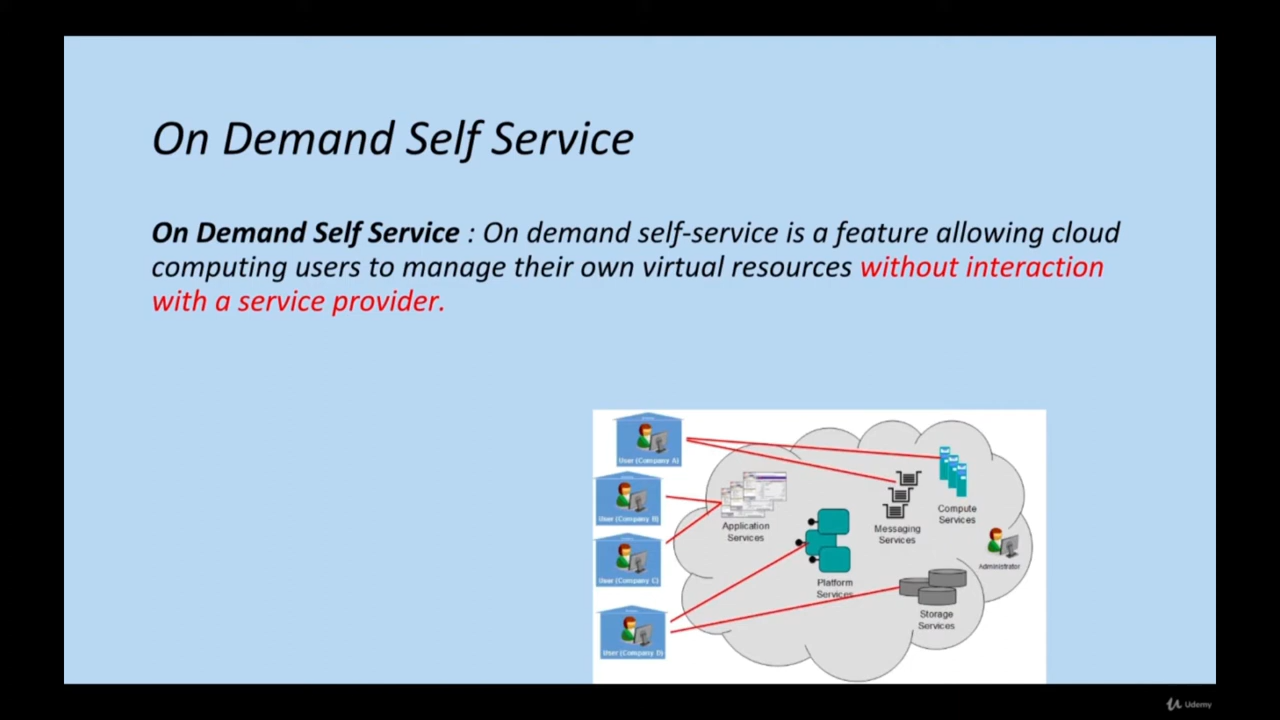 On Demand Self Service
On Demand Self Service : On demand self-service is a feature allowing cloud
computing users to manage their own virtual resources without interaction
with a service provider.
User (Company A)
User (Company B)
User (Company C)
User (Company D)
Application
Services
Platform
Services
Messaging
Services
Compute
Services
Administrator
Storage
Services
Udemy